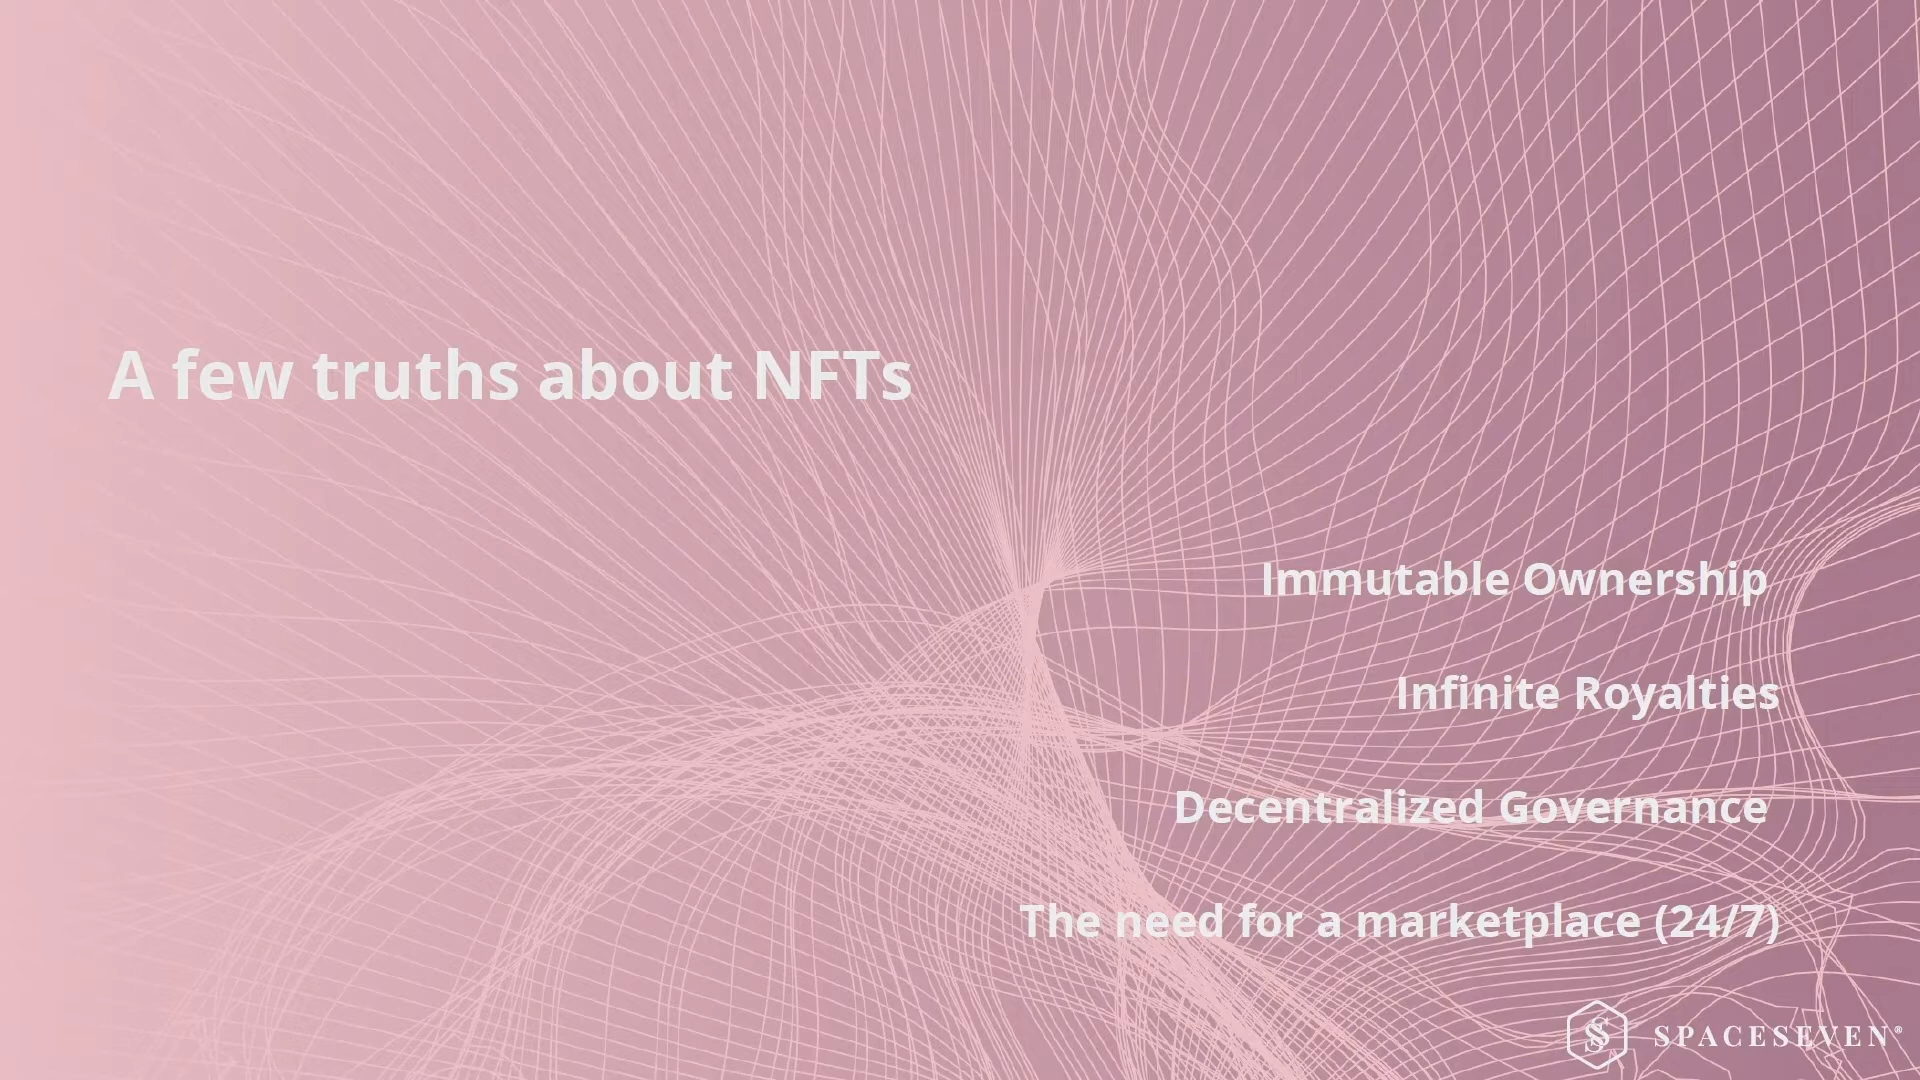 A few truths about NFTs
Immutable Ownership
Infinite Royalties
Decentralized Governance
The need for a marketplace (24/7)
SPACESEVEN®